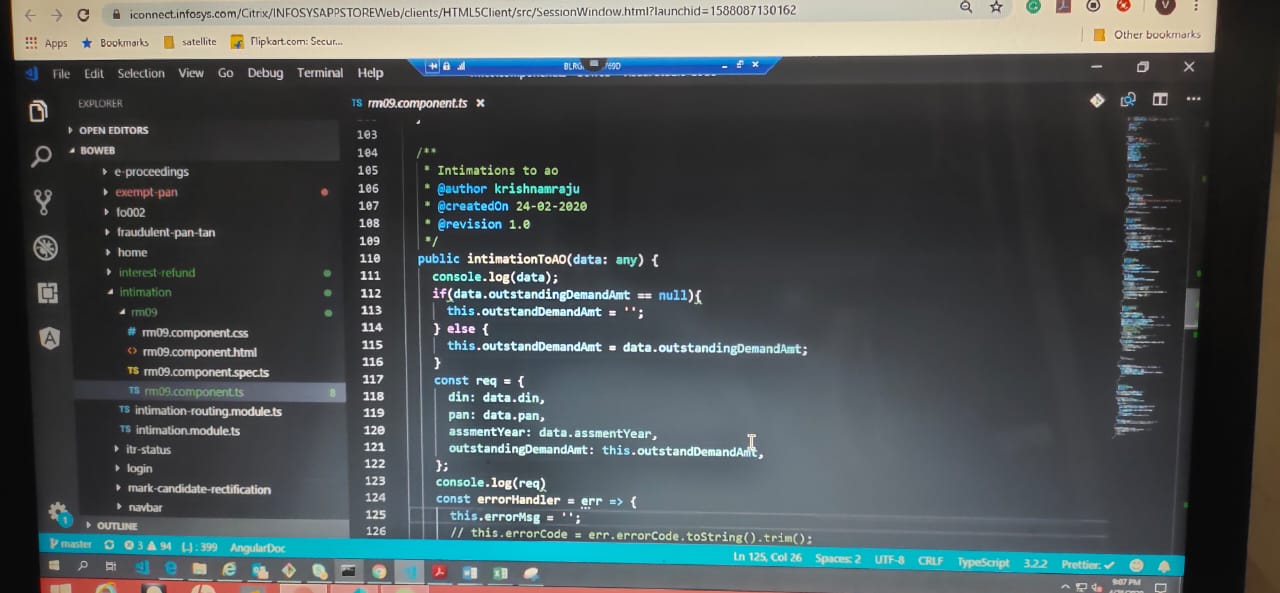 iconnect.infosys.com/Citrix/INFOSYSAPPSTOREWeb/clients/HTML5Client/src/SessionWindow.html?launchid=1588087130162
Apps Bookmarks satellite Flipkart.com: Secur... Other bookmarks
File Edit Selection View Go Debug Terminal Help
EXPLORER
OPEN EDITORS
BOWEB
e-proceedings
exempt-pan
fo002
fraudulent-pan-tan
home
interest-refund
intimation
rm09
# rm09.component.css
<> rm09.component.html
TS rm09.component.spec.ts
TS rm09.component.ts 8
TS intimation-routing.module.ts
TS intimation.module.ts
itr-status
login
mark-candidate-rectification
navbar
OUTLINE
TS rm09.component.ts ×
103
104 /**
105 * Intimations to ao
106 * @author krishnamraju
107 * @createdOn 24-02-2020
108 * @revision 1.0
109 */
110 public intimationToAO(data: any) {
111 console.log(data);
112 if(data.outstandingDemandAmt == null){
113 this.outstandDemandAmt = '';
114 } else {
115 this.outstandDemandAmt = data.outstandingDemandAmt;
116 }
117 const req = {
118 din: data.din,
119 pan: data.pan,
120 assmentYear: data.assmentYear,
121 outstandingDemandAmt: this.outstandDemandAmt,
122 };
123 console.log(req)
124 const errorHandler = err => {
125 this.errorMsg = '';
126 // this.errorCode = err.errorCode.toString().trim();
1
master 3 94 {..} : 399 AngularDoc Ln 125, Col 26 Spaces: 2 UTF-8 CRLF TypeScript 3.2.2 Prettier: ✓
9:07 PM